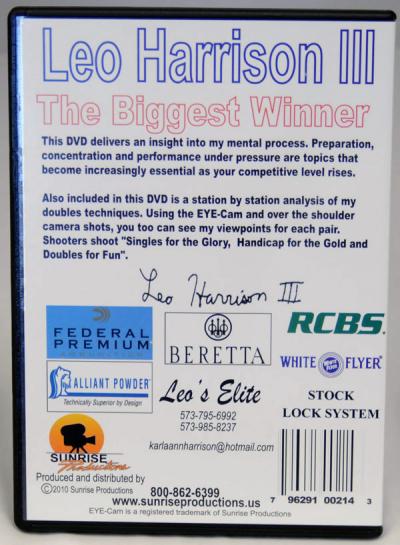 Leo Harrison III
The Biggest Winner
This DVD delivers an insight into my mental process. Preparation,
concentration and performance under pressure are topics that
become increasingly essential as your competitive level rises.
Also included in this DVD is a station by station analysis of my
doubles techniques. Using the EYE-Cam and over the shoulder
camera shots, you too can see my viewpoints for each pair.
Shooters shoot "Singles for the Glory, Handicap for the Gold and
Doubles for Fun".
Leo Harrison III
FEDERAL
PREMIUM
AMMUNITION
BERETTA
RCBS.
WHITE FLYER
ALLIANT POWDER
Technically Superior by Design
Leo's Elite
573-795-6992
573-985-8237
STOCK
LOCK SYSTEM
karlaannharrison@hotmail.com
SUNRISE
Productions
Produced and distributed by
©2010 Sunrise Productions
800-862-6399
www.sunriseproductions.us
EYE-Cam is a registered trademark of Sunrise Productions
7 96291 00214 3